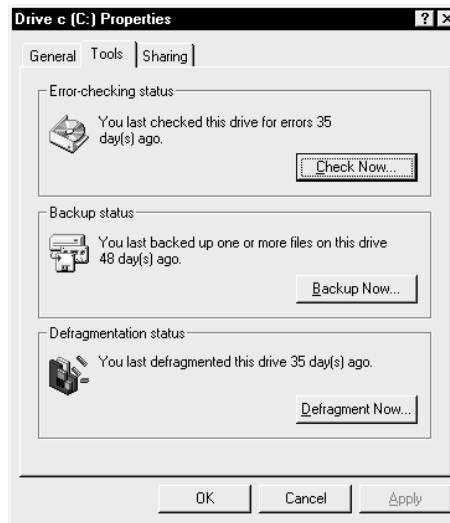 Drive c (C:) Properties
General Tools Sharing
Error-checking status
You last checked this drive for errors 35
day(s) ago.
Check Now...
Backup status
You last backed up one or more files on this drive
48 day(s) ago.
Backup Now...
Defragmentation status
You last defragmented this drive 35 day(s) ago.
Defragment Now...
OK Cancel Apply